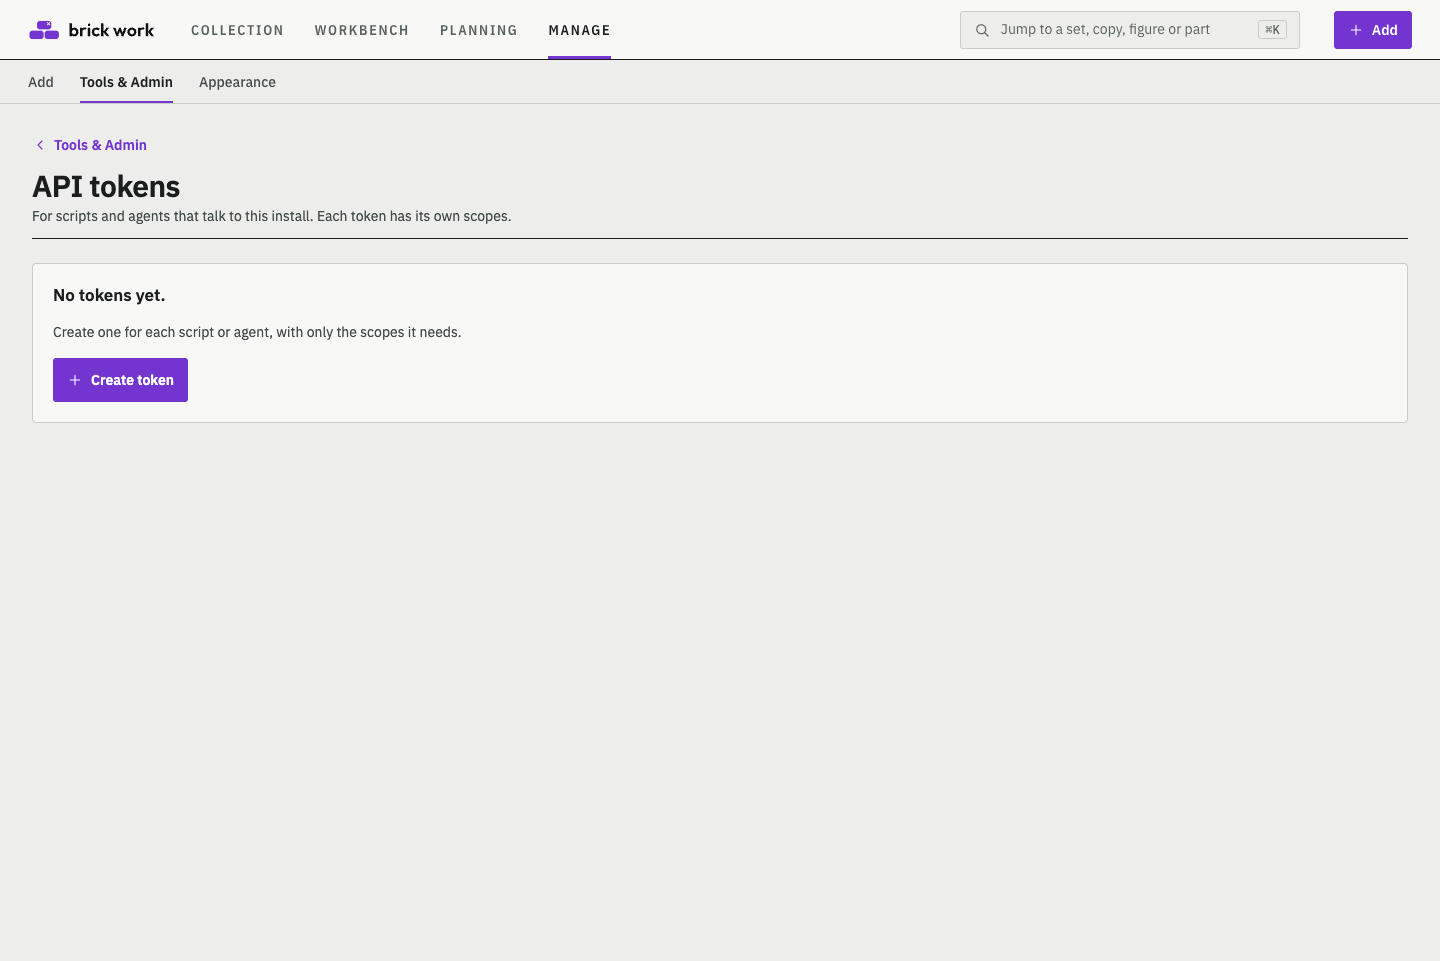 brick work
COLLECTION
WORKBENCH
PLANNING
MANAGE
Jump to a set, copy, figure or part
⌘K
Add
Add
Tools & Admin
Appearance
Tools & Admin
API tokens
For scripts and agents that talk to this install. Each token has its own scopes.
No tokens yet.
Create one for each script or agent, with only the scopes it needs.
Create token